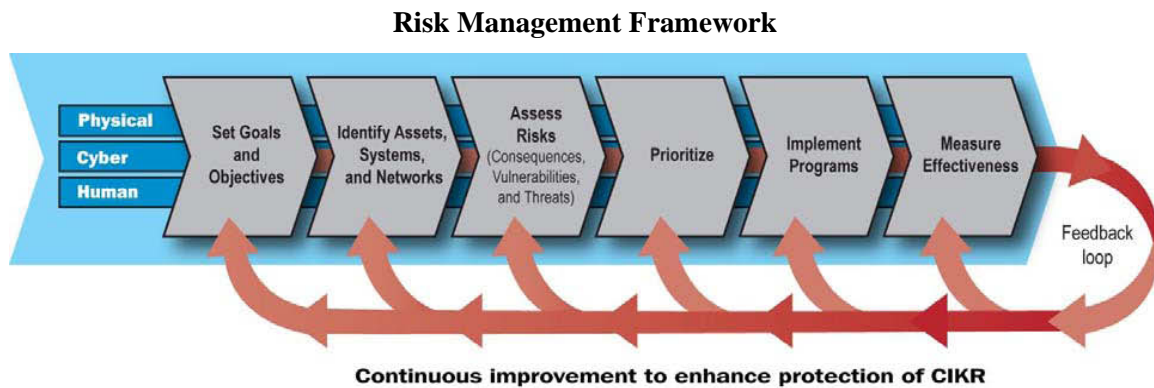 Risk Management Framework
Physical
Cyber
Human
Set Goals
and
Objectives
Identify Assets,
Systems,
and Networks
Assess
Risks
(Consequences,
Vulnerabilities,
and Threats)
Prioritize
Implement
Programs
Measure
Effectiveness
Feedback
loop
Continuous improvement to enhance protection of CIKR